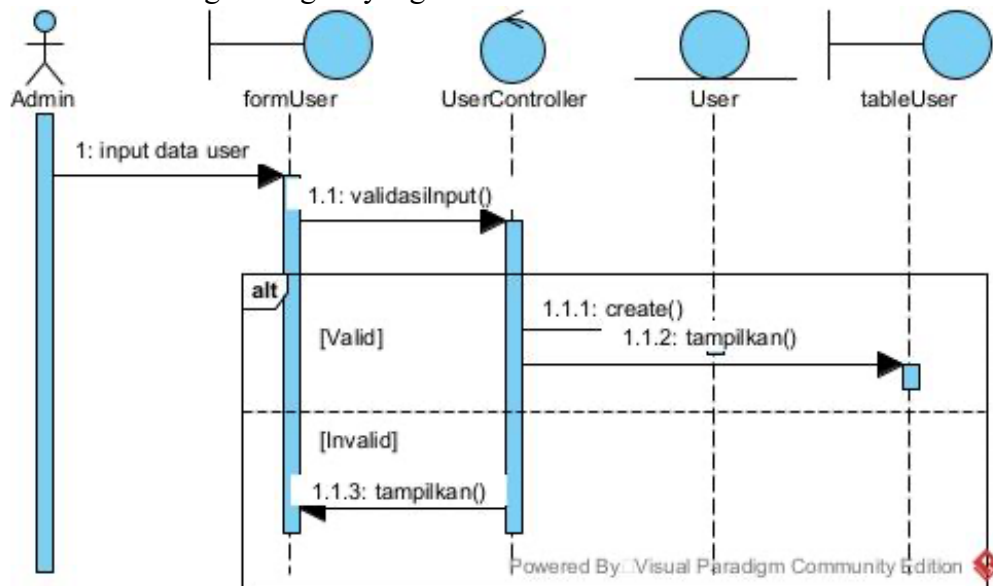 Admin
formUser
UserController
User
tableUser
1: input data user
1.1: validasiInput()
alt
[Valid]
1.1.1: create()
1.1.2: tampilkan()
[Invalid]
1.1.3: tampilkan()
Powered By Visual Paradigm Community Edition